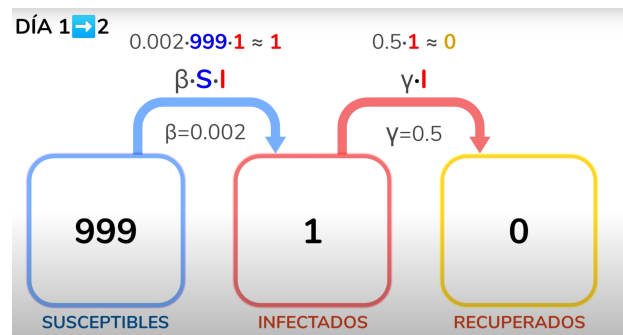 DÍA 1➡️2
0.002·999·1 ≈ 1
0.5·1 ≈ 0
β·S·I
γ·I
β=0.002
γ=0.5
999
1
0
SUSCEPTIBLES
INFECTADOS
RECUPERADOS